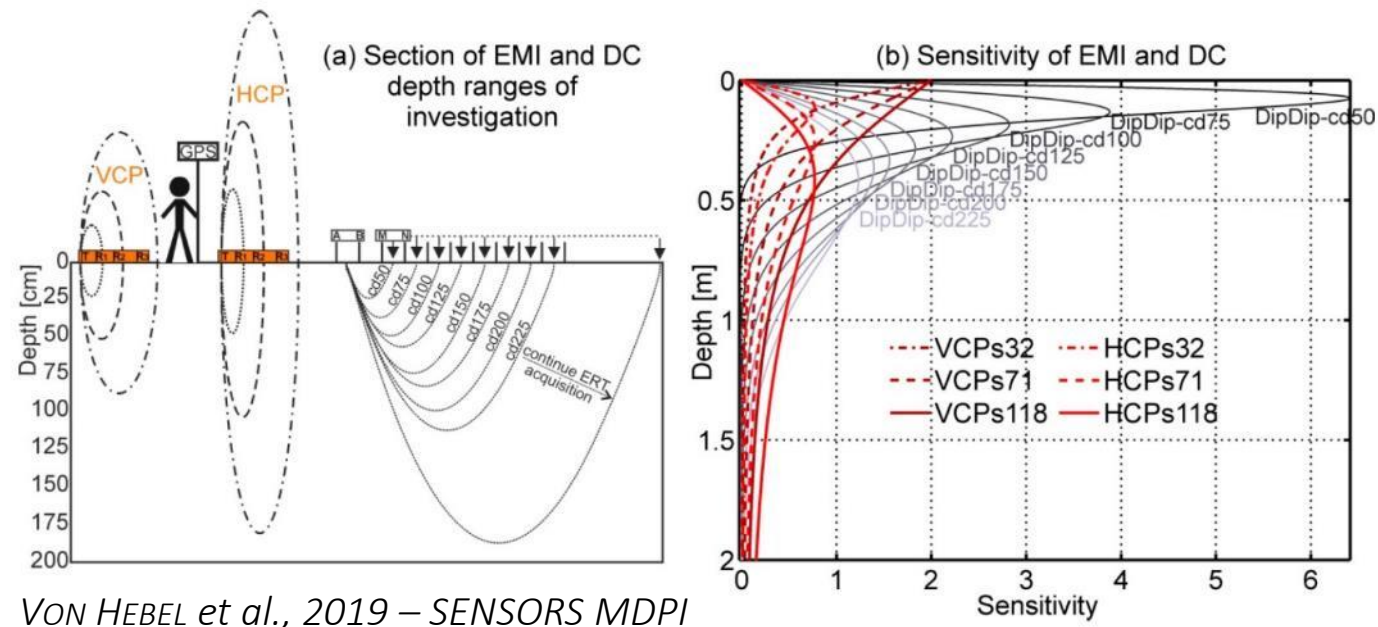 (a) Section of EMI and DC
depth ranges of
investigation
HCP
VCP
GPS
T R1 R2 R3
T R1 R2 R3
A B
M N
Depth [cm]
0
25
50
75
100
125
150
175
200
cd50
cd75
cd100
cd125
cd150
cd175
cd200
cd225
continue ERT
acquisition
(b) Sensitivity of EMI and DC
Depth [m]
0
0.5
1
1.5
2
DipDip-cd50
DipDip-cd75
DipDip-cd100
DipDip-cd125
DipDip-cd150
DipDip-cd175
DipDip-cd200
DipDip-cd225
VCPs32 HCPs32
VCPs71 HCPs71
VCPs118 HCPs118
0 1 2 3 4 5 6
Sensitivity
VON HEBEL et al., 2019 – SENSORS MDPI